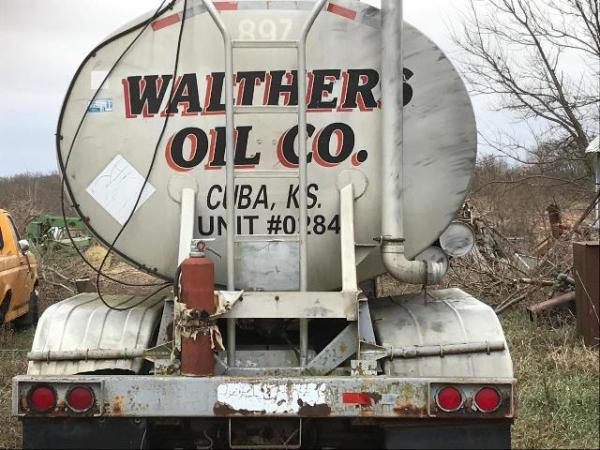 897
WALTHERS
OIL CO.
CUBA, KS.
UNIT #0284